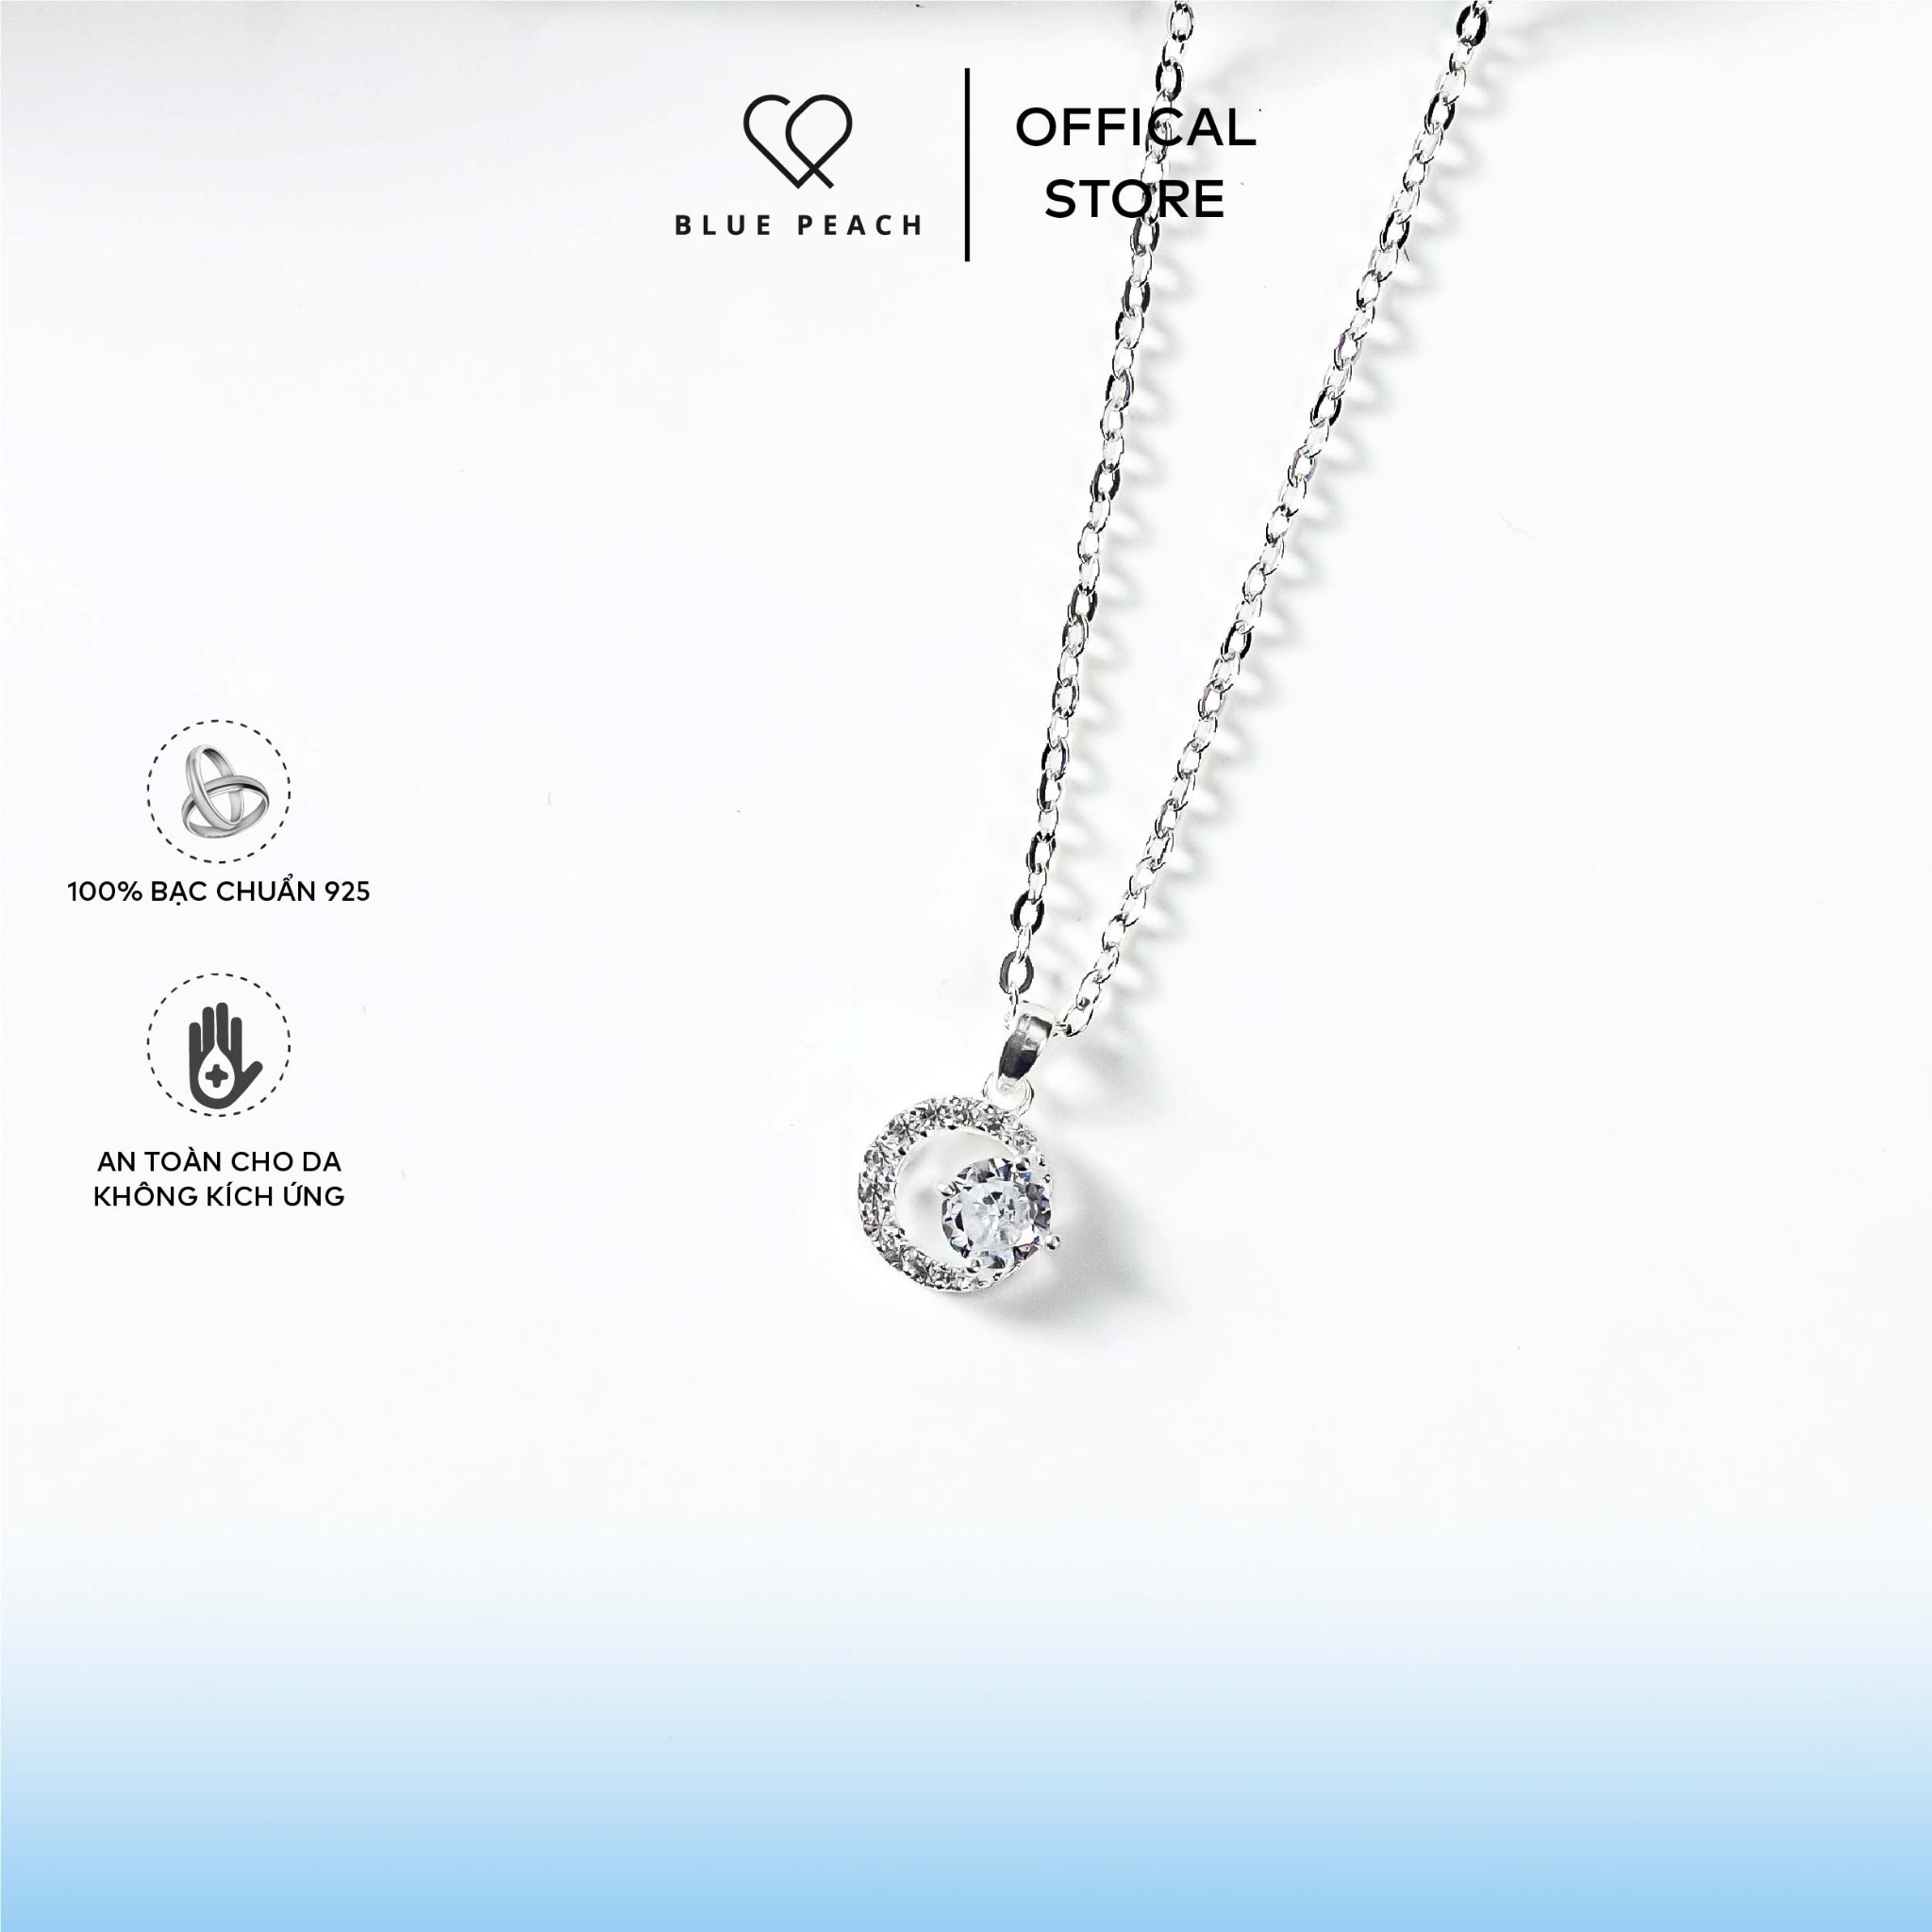 BLUE PEACH
OFFICAL
STORE
100% BẠC CHUẨN 925
AN TOÀN CHO DA
KHÔNG KÍCH ỨNG